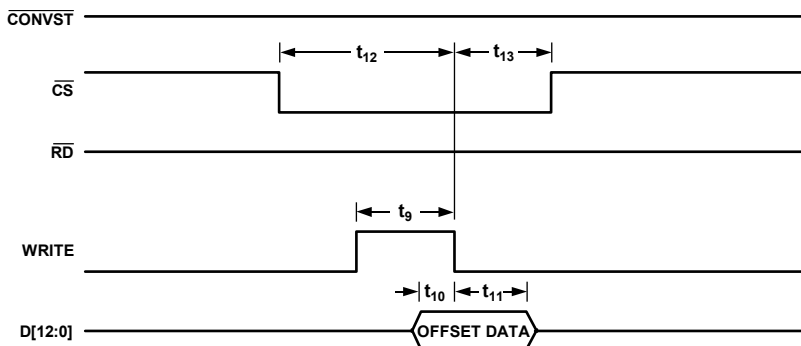 CONVST
t12 t13
CS
RD
t9
WRITE
t10 t11
D[12:0] OFFSET DATA